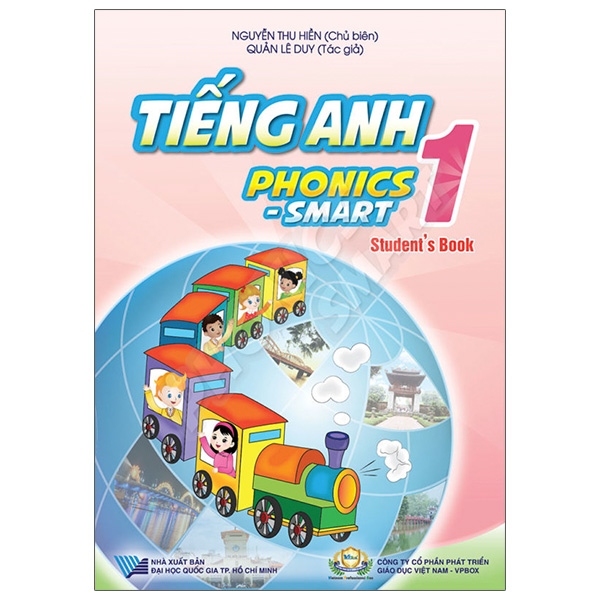 NGUYỄN THU HIỀN (Chủ biên)
QUẢN LÊ DUY (Tác giả)
TIẾNG ANH 1
PHONICS
- SMART
Student's Book
NHÀ XUẤT BẢN
ĐẠI HỌC QUỐC GIA TP. HỒ CHÍ MINH
CÔNG TY CỔ PHẦN PHÁT TRIỂN
GIÁO DỤC VIỆT NAM - VPBOX